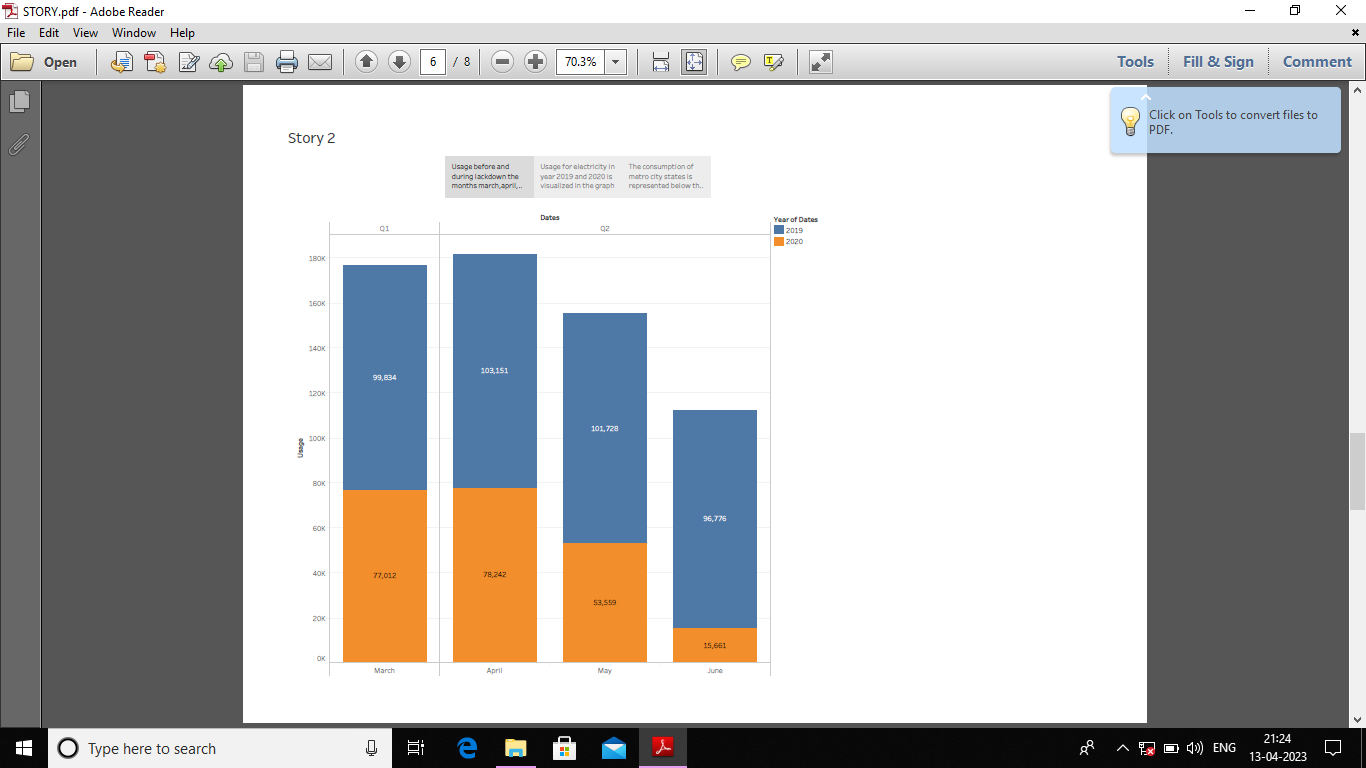 STORY.pdf - Adobe Reader
File Edit View Window Help
Open
6 / 8
70.3%
Tools Fill & Sign Comment
Click on Tools to convert files to
PDF.
Story 2
Usage before and
during lackdown the
months march,april,..
Usage for electricity in
year 2019 and 2020 is
visualized in the graph
The consumption of
metro city states is
represented below th..
Dates
Q1 Q2
Year of Dates
2019
2020
Usage
180K
160K
140K
120K
100K
80K
60K
40K
20K
0K
99,834
103,151
101,728
96,776
77,012
78,242
53,559
15,661
March April May June
Type here to search
ENG
21:24
13-04-2023